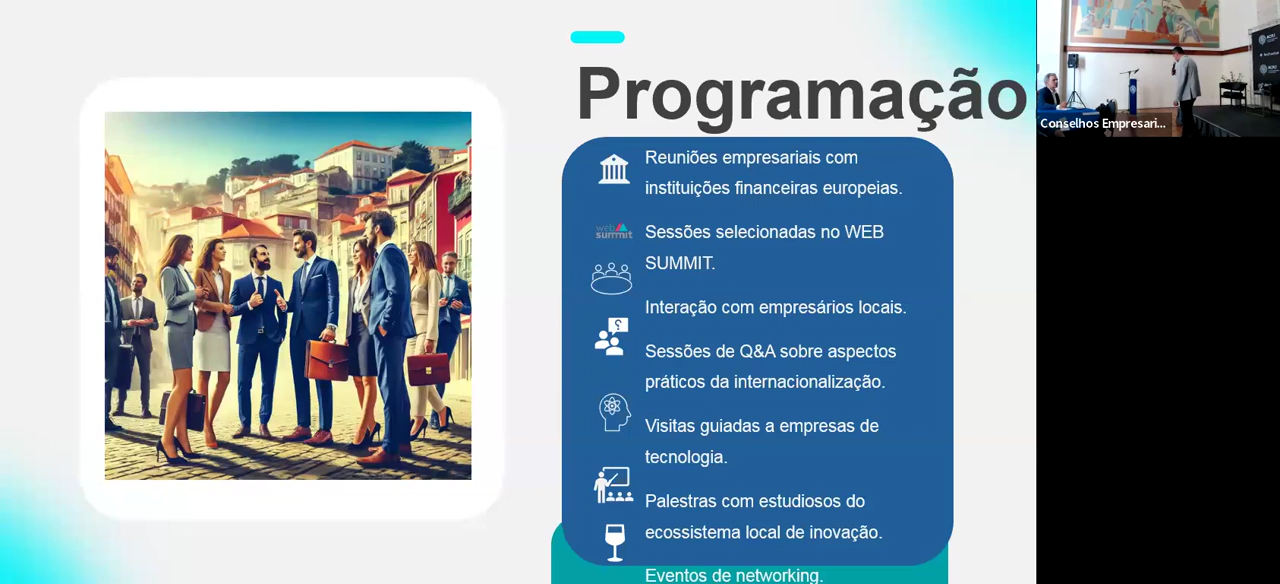 Programação
Reuniões empresariais com
instituições financeiras europeias.
WEB
summit
Sessões selecionadas no WEB
SUMMIT.
Interação com empresários locais.
Sessões de Q&A sobre aspectos
práticos da internacionalização.
Visitas guiadas a empresas de
tecnologia.
Palestras com estudiosos do
ecossistema local de inovação.
Eventos de networking.
Conselhos Empresari...